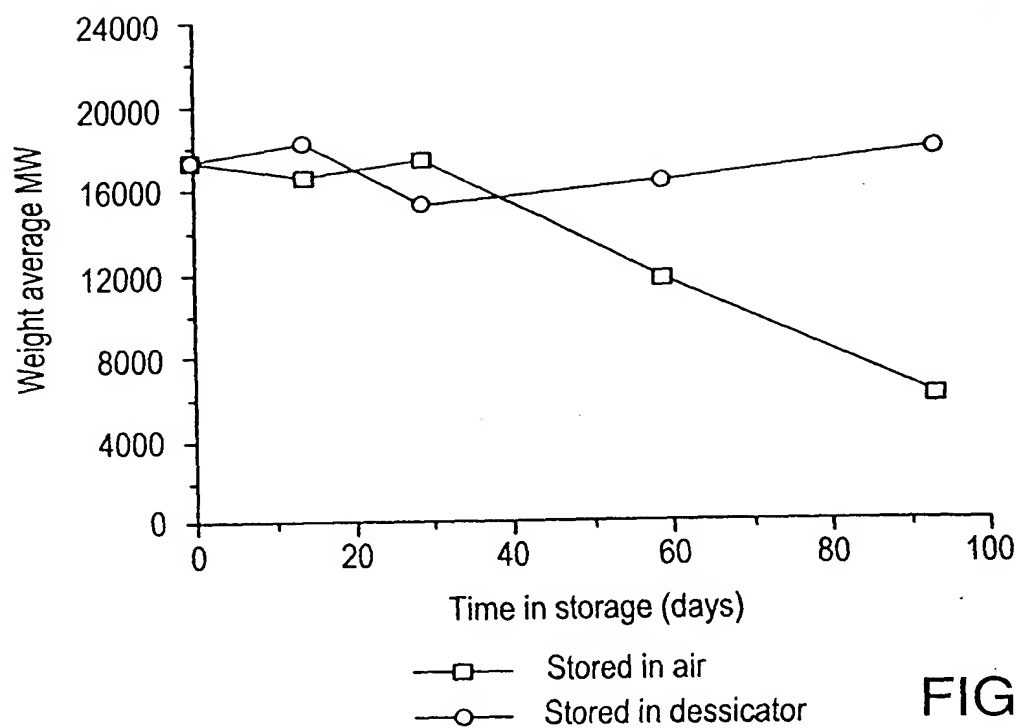 24000
20000
16000
12000
8000
4000
0
Weight average MW
0 20 40 60 80 100
Time in storage (days)
Stored in air
Stored in dessicator
FIG